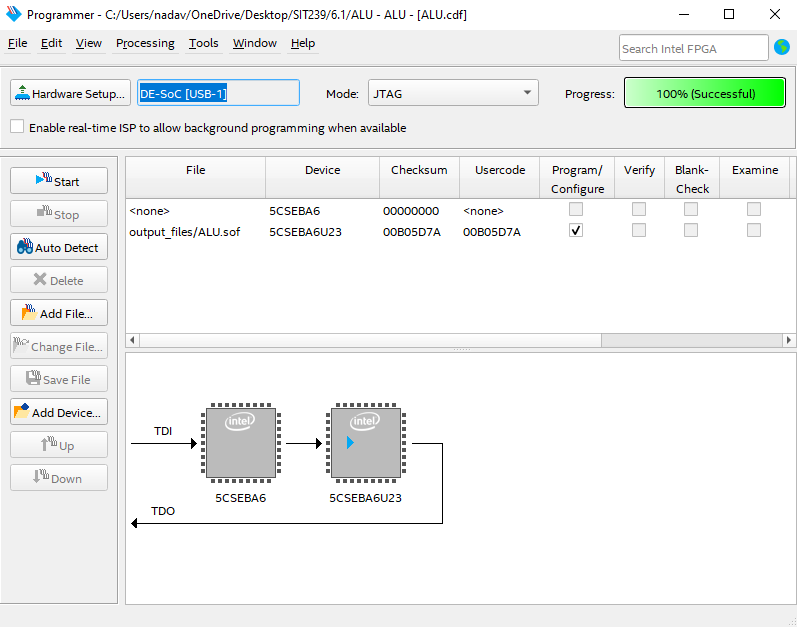 Programmer - C:/Users/nadav/OneDrive/Desktop/SIT239/6.1/ALU - ALU - [ALU.cdf]
File Edit View Processing Tools Window Help
Search Intel FPGA
Hardware Setup... DE-SoC [USB-1] Mode: JTAG Progress: 100% (Successful)
Enable real-time ISP to allow background programming when available
Start
Stop
Auto Detect
Delete
Add File...
Change File...
Save File
Add Device...
Up
Down
File Device Checksum Usercode Program/ Verify Blank- Examine
Configure Check
<none> 5CSEBA6 00000000 <none>
output_files/ALU.sof 5CSEBA6U23 00B05D7A 00B05D7A
intel intel
TDI
5CSEBA6 5CSEBA6U23
TDO